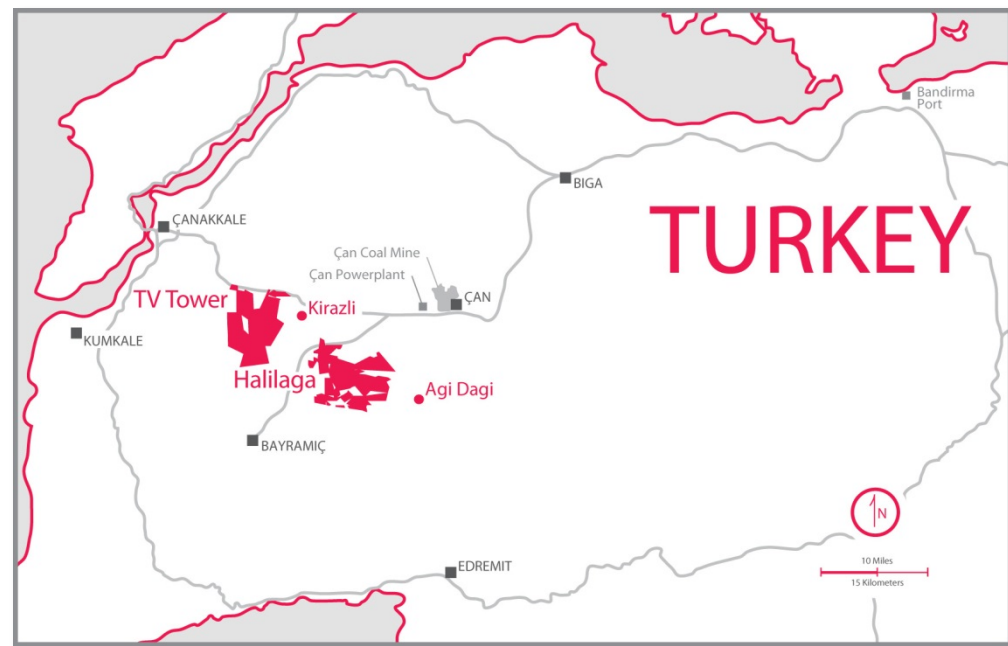 Bandirma
Port
BIGA
ÇANAKKALE
TURKEY
Çan Coal Mine
Çan Powerplant
TV Tower
Kirazli
ÇAN
KUMKALE
Halilaga
Agi Dagi
BAYRAMIÇ
N
10 Miles
15 Kilometers
EDREMIT